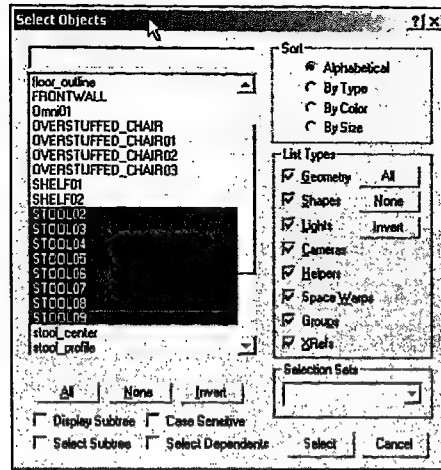 Select Objects
Sort
Alphabetical
By Type
By Color
By Size
floor_outline
FRONTWALL
Omni01
OVERSTUFFED_CHAIR
OVERSTUFFED_CHAIR01
OVERSTUFFED_CHAIR02
OVERSTUFFED_CHAIR03
SHELF01
SHELF02
STOOL02
STOOL03
STOOL04
STOOL05
STOOL06
STOOL07
STOOL08
STOOL09
stool_center
stool_profile
List Types
Geometry All
Shapes None
Lights Invert
Cameras
Helpers
Space Warps
Groups
XRefs
All None Invert
Display Subtree Case Sensitive
Select Subtree Select Dependents
Selection Sets
Select Cancel